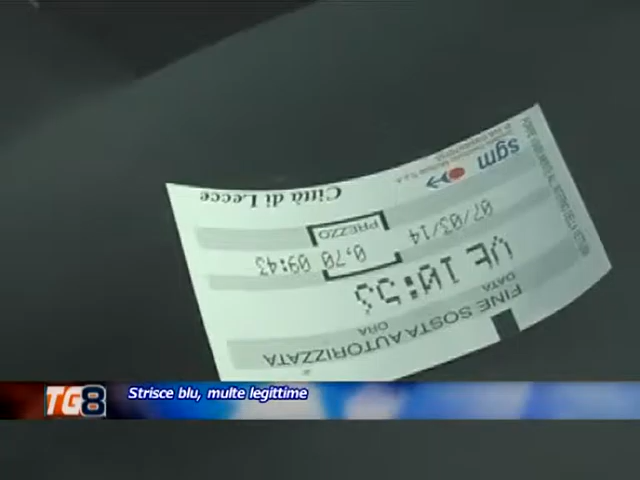 FINE SOSTA AUTORIZZATA
DATA ORA
VE 10:53
07/03/14 0,70 09:43
PREZZO
sgm
Città di Lecce
TG8
Strisce blu, multe legittime